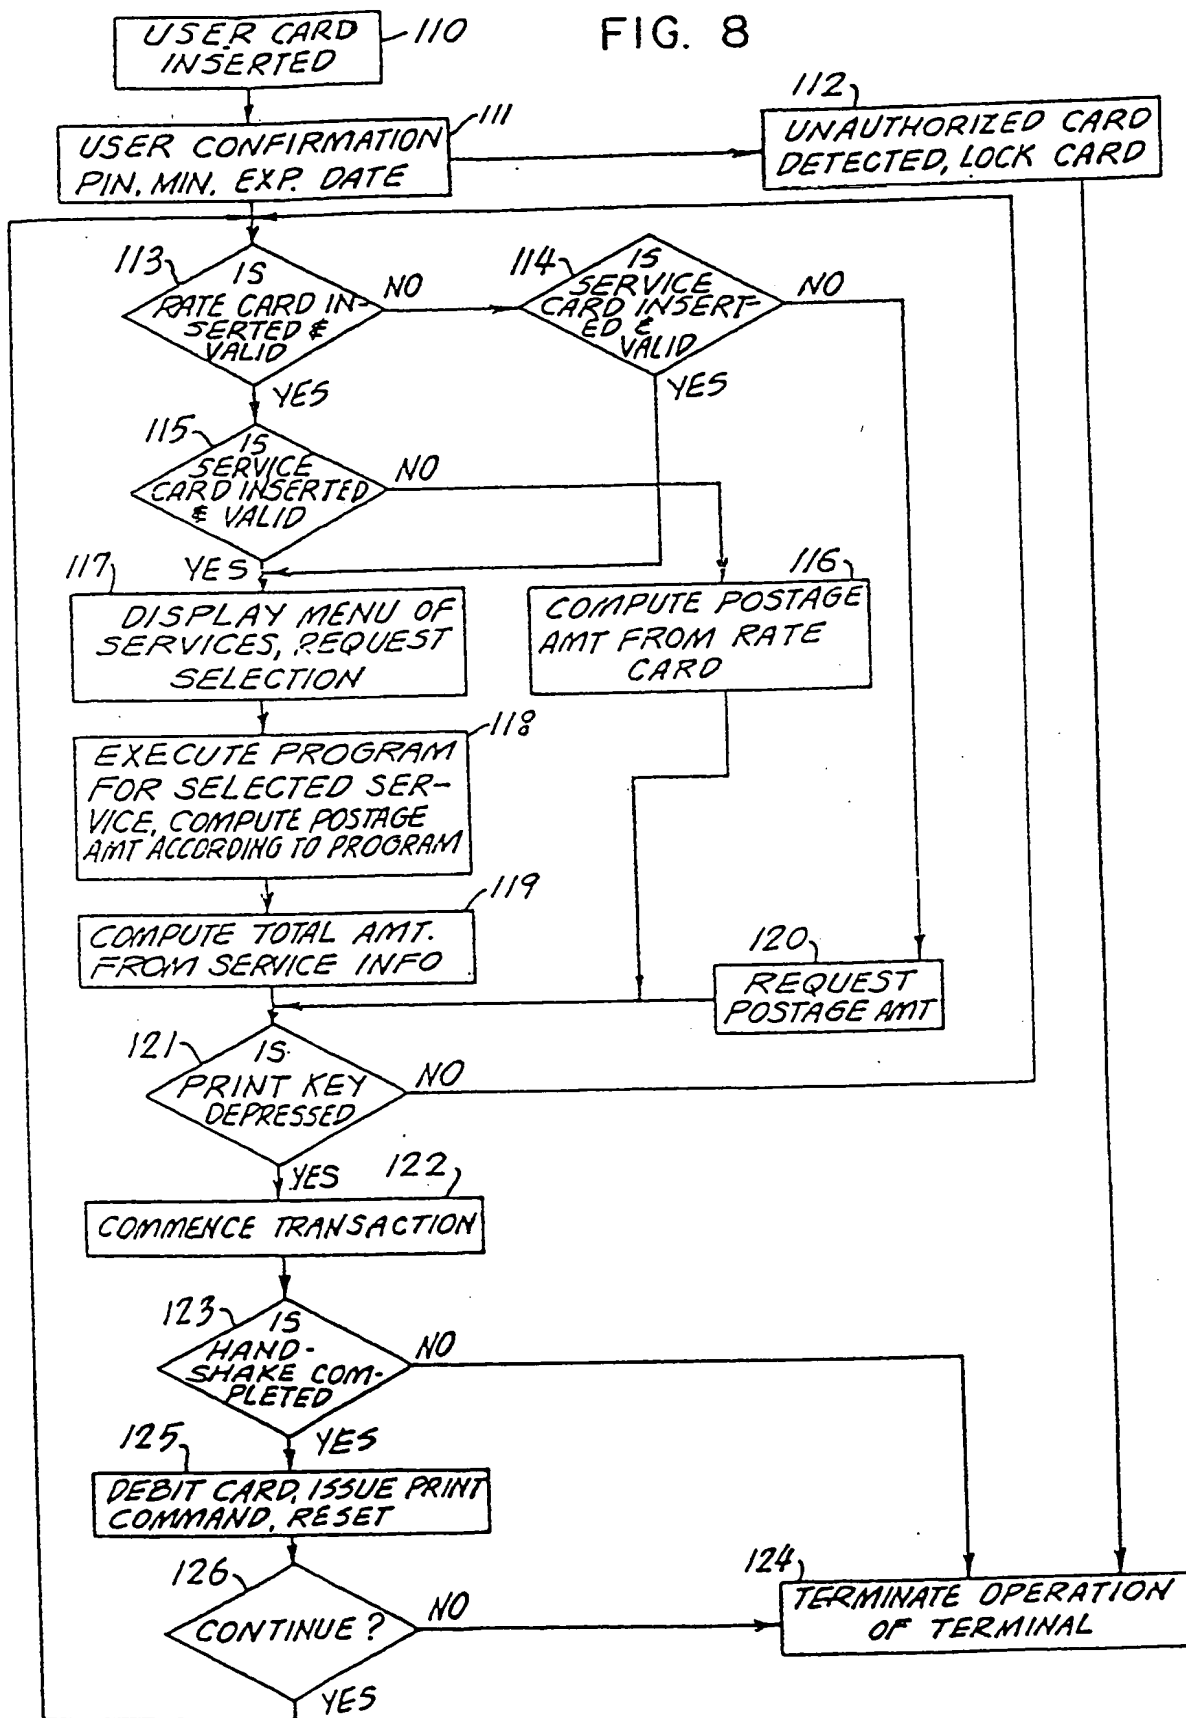 FIG. 8
USER CARD
INSERTED
110
USER CONFIRMATION
PIN. MIN. EXP. DATE
111
112
UNAUTHORIZED CARD
DETECTED, LOCK CARD
113
IS
RATE CARD IN-
SERTED &
VALID
NO
YES
114
IS
SERVICE
CARD INSERT-
ED &
VALID
NO
YES
115
IS
SERVICE
CARD INSERTED
& VALID
NO
YES
116
COMPUTE POSTAGE
AMT FROM RATE
CARD
117
DISPLAY MENU OF
SERVICES, REQUEST
SELECTION
118
EXECUTE PROGRAM
FOR SELECTED SER-
VICE, COMPUTE POSTAGE
AMT ACCORDING TO PROGRAM
119
COMPUTE TOTAL AMT.
FROM SERVICE INFO
120
REQUEST
POSTAGE AMT
121
IS
PRINT KEY
DEPRESSED
NO
YES
122
COMMENCE TRANSACTION
123
IS
HAND-
SHAKE COM-
PLETED
NO
YES
125
DEBIT CARD, ISSUE PRINT
COMMAND, RESET
126
CONTINUE?
NO
YES
124
TERMINATE OPERATION
OF TERMINAL